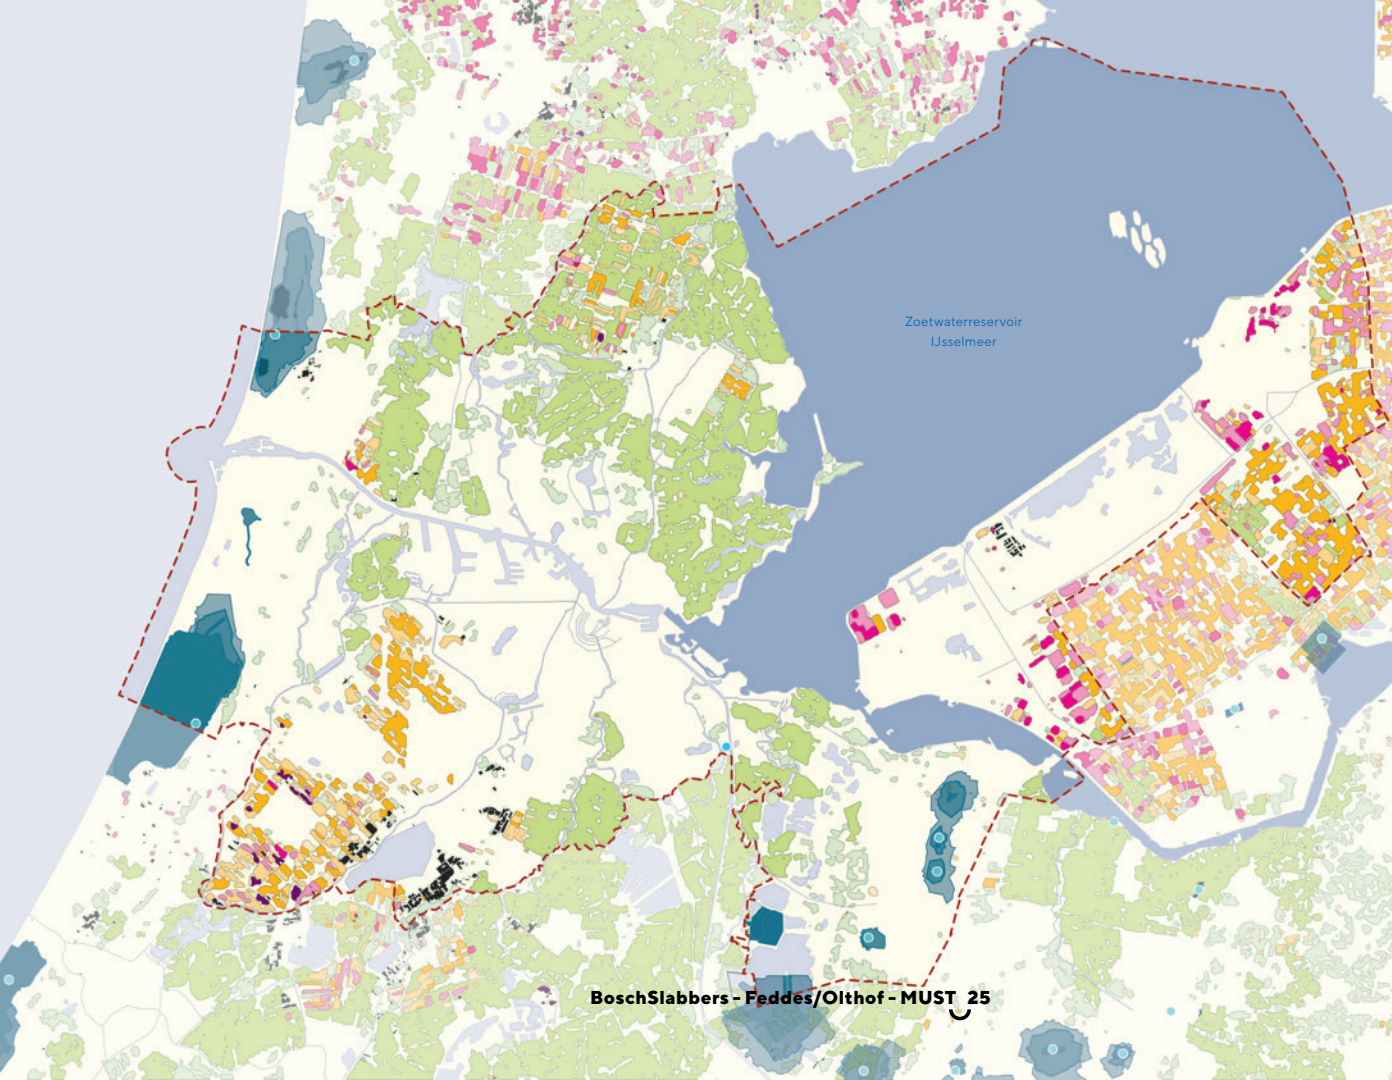 Zoetwaterreservoir
IJsselmeer
BoschSlabbers - Feddes/Olthof - MUST 25